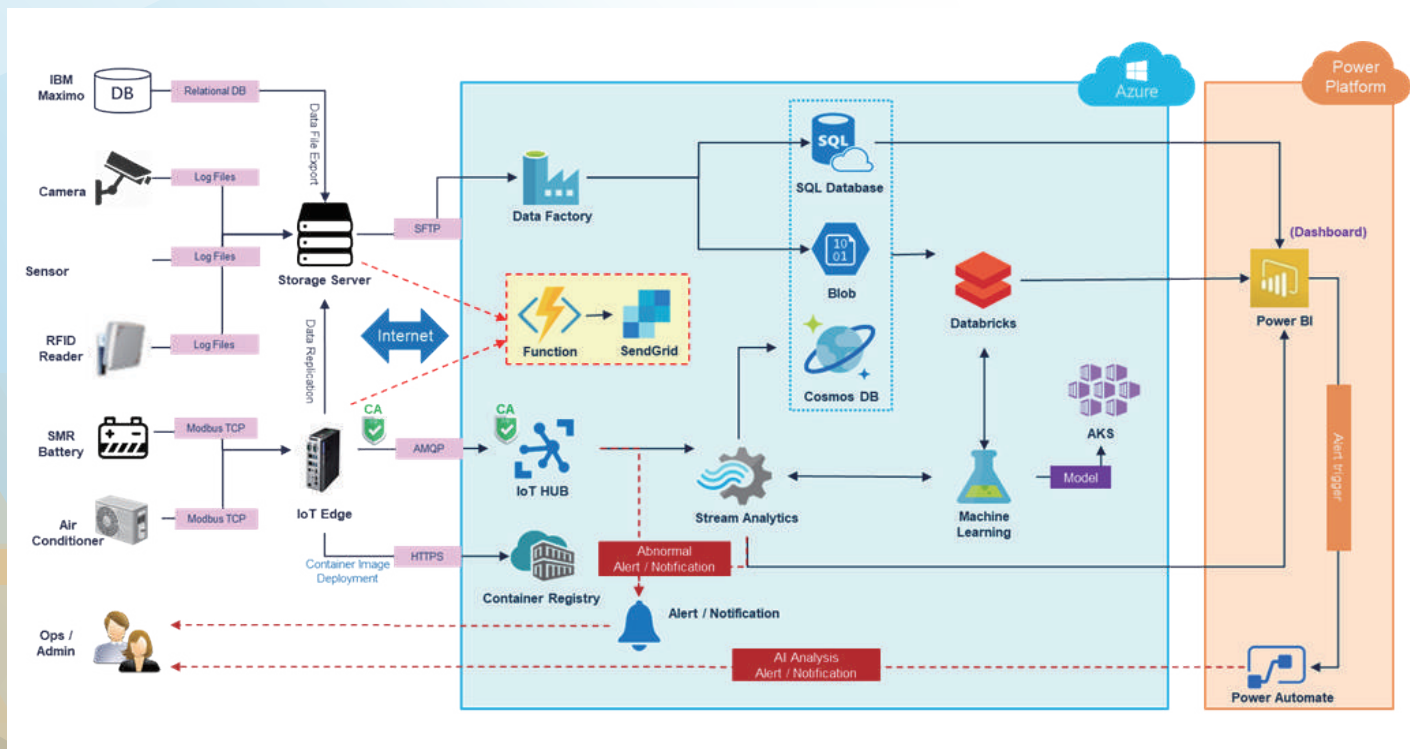 IBM
Maximo
DB
Relational DB
Data File Export
Azure
Power
Platform
Camera
Log Files
SQL
SQL Database
Data Factory
SFTP
Sensor
Log Files
Storage Server
10
01
Blob
(Dashboard)
Power BI
Databricks
RFID
Reader
Log Files
Data Replication
Internet
Function
SendGrid
Cosmos DB
CA
CA
AKS
SMR
Battery
Modbus TCP
AMQP
IoT HUB
Stream Analytics
Model
Machine
Learning
Alert trigger
Air
Conditioner
Modbus TCP
IoT Edge
HTTPS
Container Image
Deployment
Container Registry
Abnormal
Alert / Notification
Alert / Notification
Ops /
Admin
AI Analysis
Alert / Notification
Power Automate